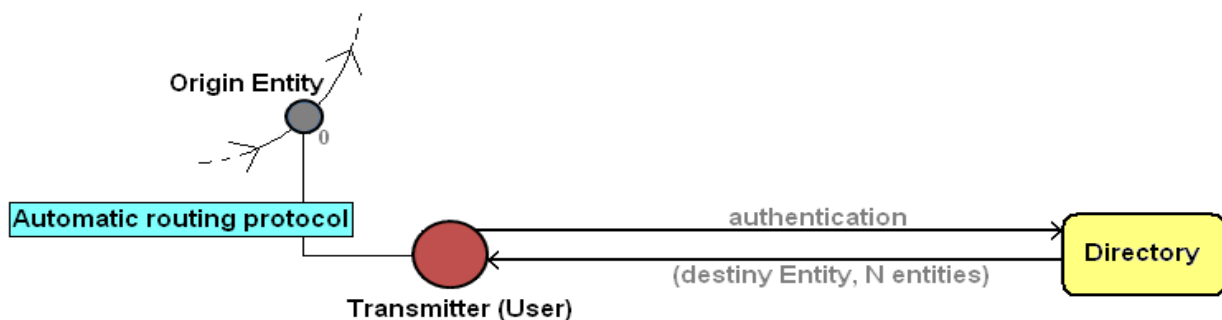 Origin Entity
0
Automatic routing protocol
authentication
(destiny Entity, N entities)
Directory
Transmitter (User)